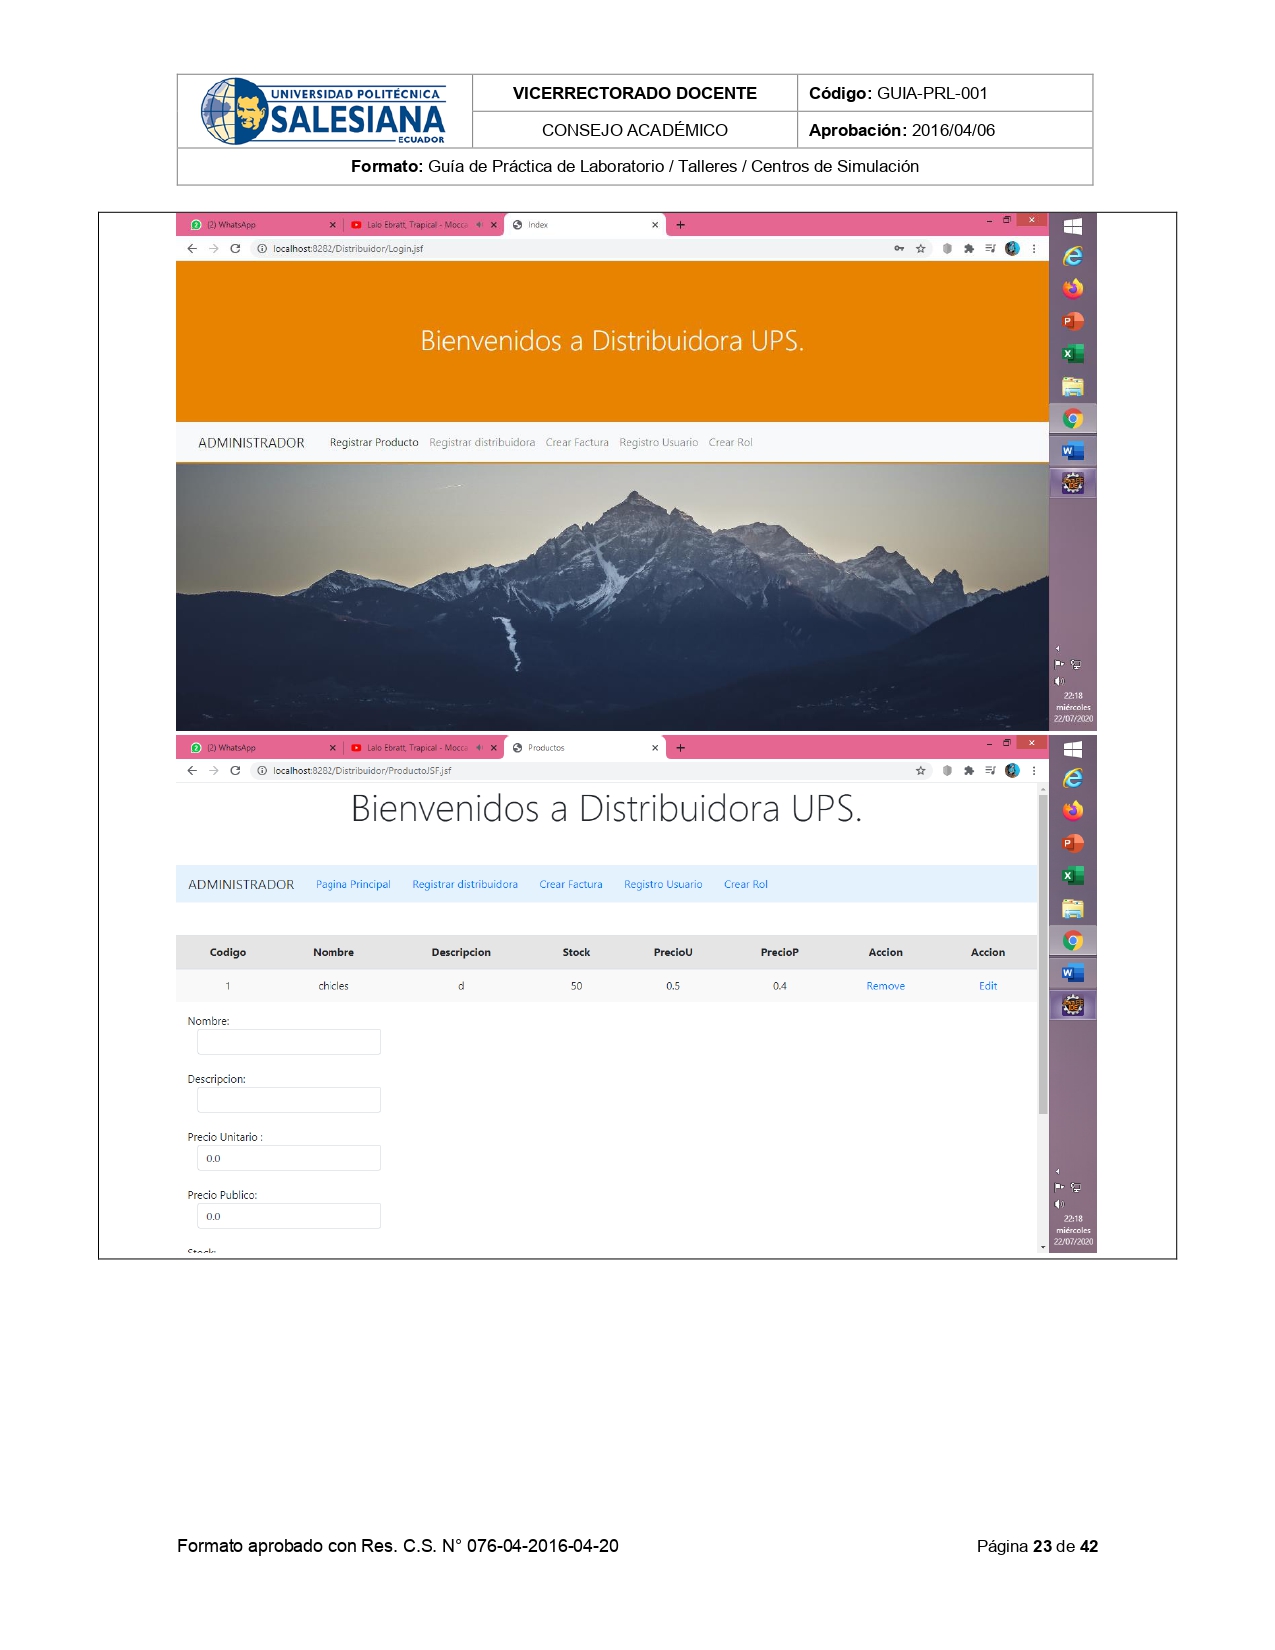 UNIVERSIDAD POLITÉCNICA
SALESIANA
ECUADOR
VICERRECTORADO DOCENTE
Código: GUIA-PRL-001
CONSEJO ACADÉMICO
Aprobación: 2016/04/06
Formato: Guía de Práctica de Laboratorio / Talleres / Centros de Simulación
(2) WhatsApp
Lalo Ebratt, Trapical - Mocca
Index
localhost:8282/Distribuidor/Login.jsf
Bienvenidos a Distribuidora UPS.
ADMINISTRADOR Registrar Producto Registrar distribuidora Crear Factura Registro Usuario Crear Rol
22:18
miércoles
22/07/2020
(2) WhatsApp
Lalo Ebratt, Trapical - Mocca
Productos
localhost:8282/Distribuidor/ProductoJSF.jsf
Bienvenidos a Distribuidora UPS.
ADMINISTRADOR Pagina Principal Registrar distribuidora Crear Factura Registro Usuario Crear Rol
Codigo Nombre Descripcion Stock PrecioU PrecioP Accion Accion
1 chicles d 50 0.5 0.4 Remove Edit
Nombre:
Descripcion:
Precio Unitario :
0.0
Precio Publico:
0.0
Stock:
22:18
miércoles
22/07/2020
Formato aprobado con Res. C.S. N° 076-04-2016-04-20
Página 23 de 42